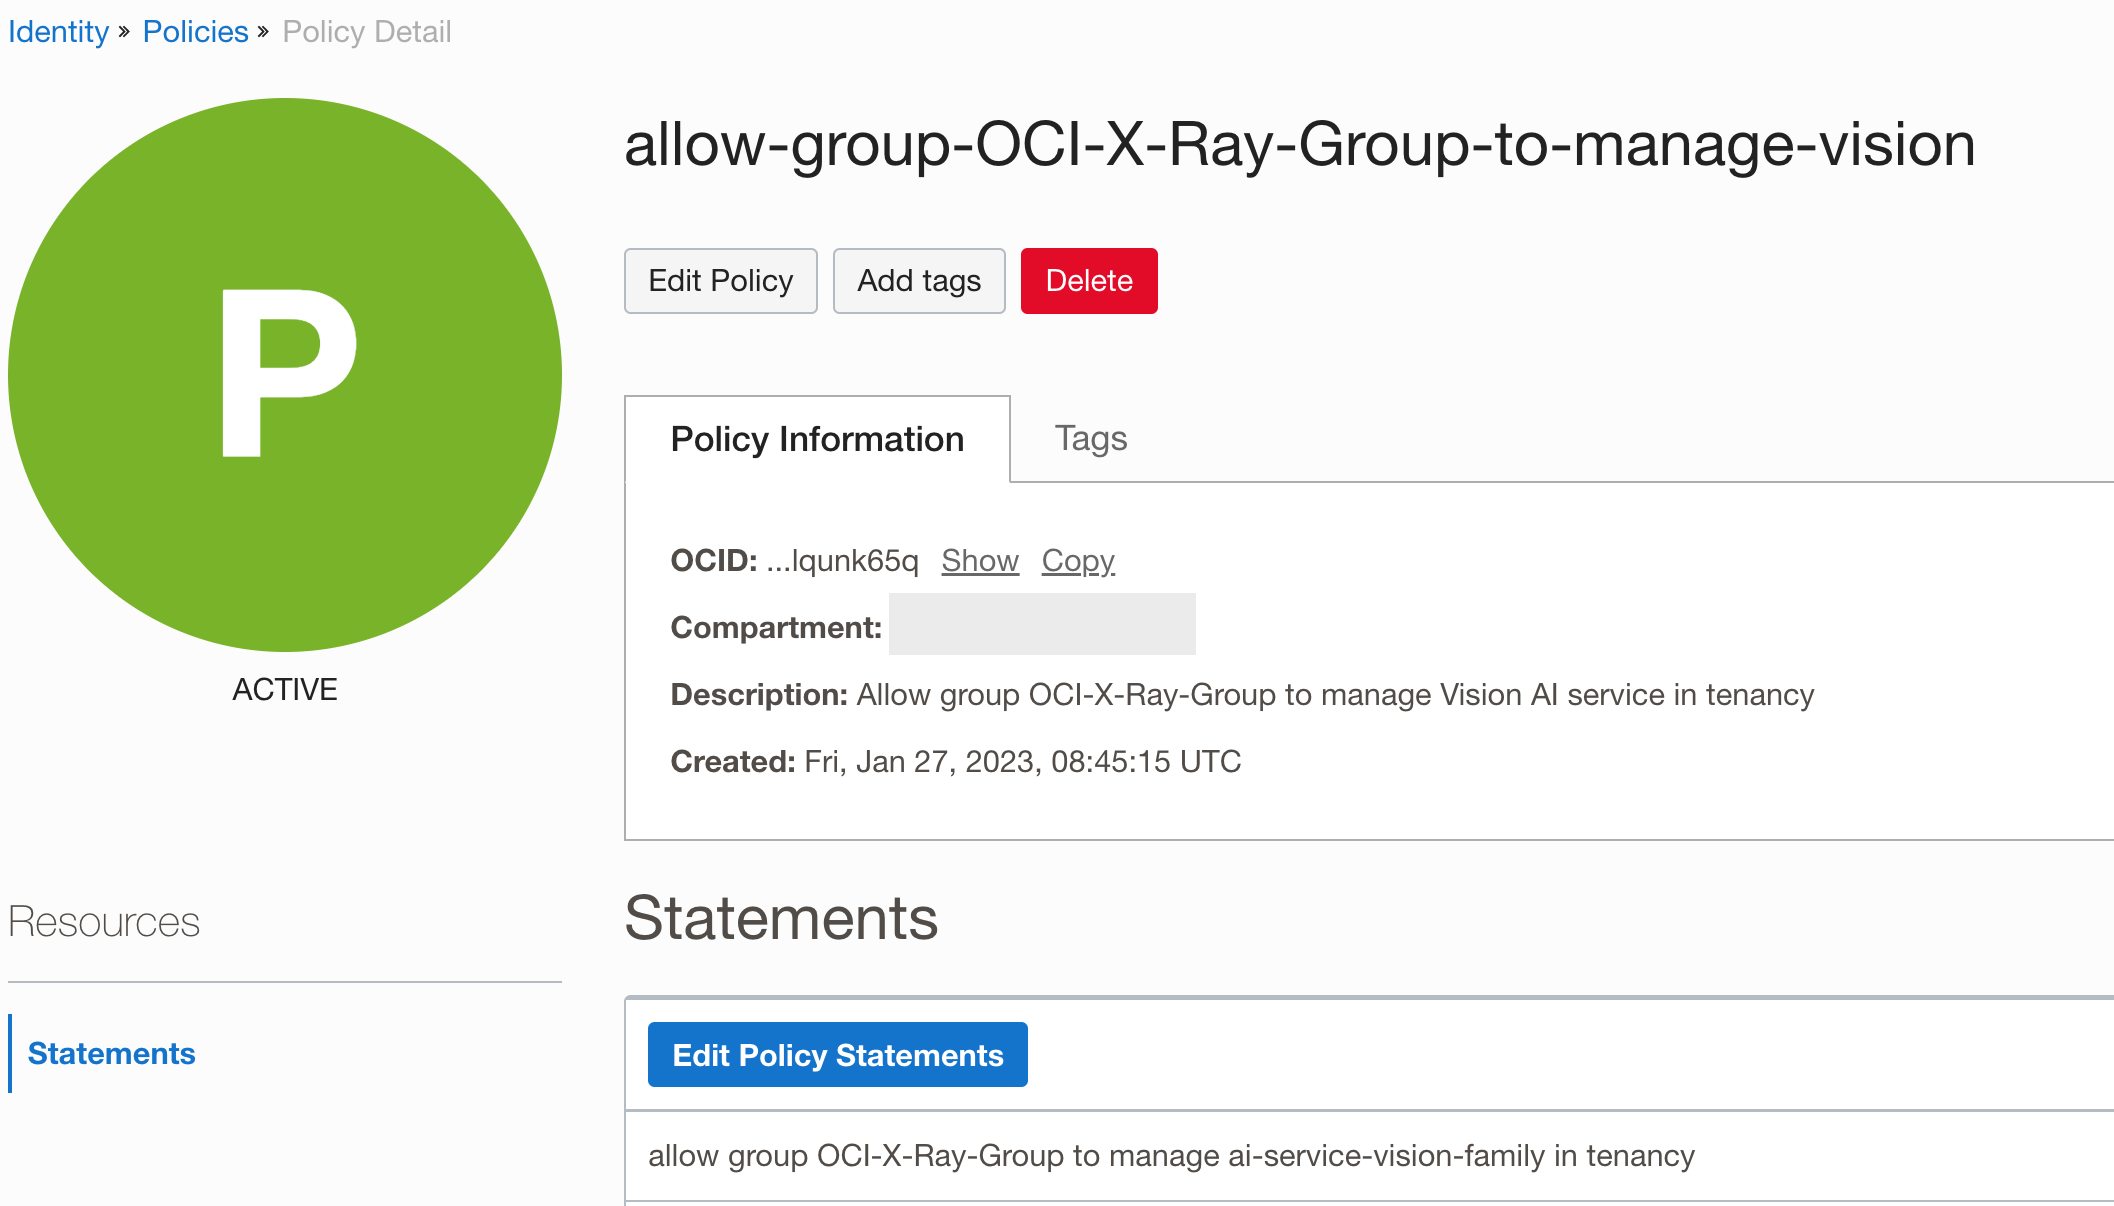 Identity » Policies » Policy Detail
P
ACTIVE
allow-group-OCI-X-Ray-Group-to-manage-vision
Edit Policy Add tags Delete
Policy Information Tags
OCID: ...lqunk65q Show Copy
Compartment:
Description: Allow group OCI-X-Ray-Group to manage Vision AI service in tenancy
Created: Fri, Jan 27, 2023, 08:45:15 UTC
Resources
Statements
Statements
Edit Policy Statements
allow group OCI-X-Ray-Group to manage ai-service-vision-family in tenancy